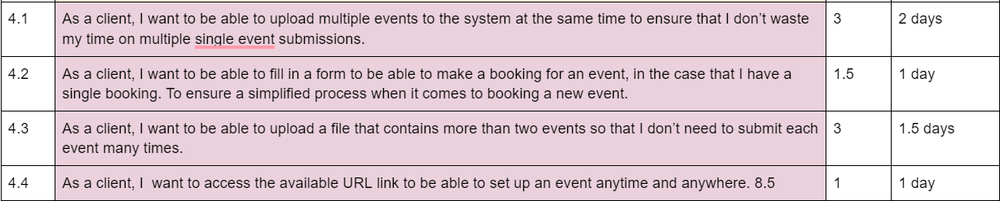 4.1 As a client, I want to be able to upload multiple events to the system at the same time to ensure that I don’t waste 3 2 days
my time on multiple single event submissions.
4.2 As a client, I want to be able to fill in a form to be able to make a booking for an event, in the case that I have a 1.5 1 day
single booking. To ensure a simplified process when it comes to booking a new event.
4.3 As a client, I want to be able to upload a file that contains more than two events so that I don’t need to submit each 3 1.5 days
event many times.
4.4 As a client, I  want to access the available URL link to be able to set up an event anytime and anywhere. 8.5 1 1 day